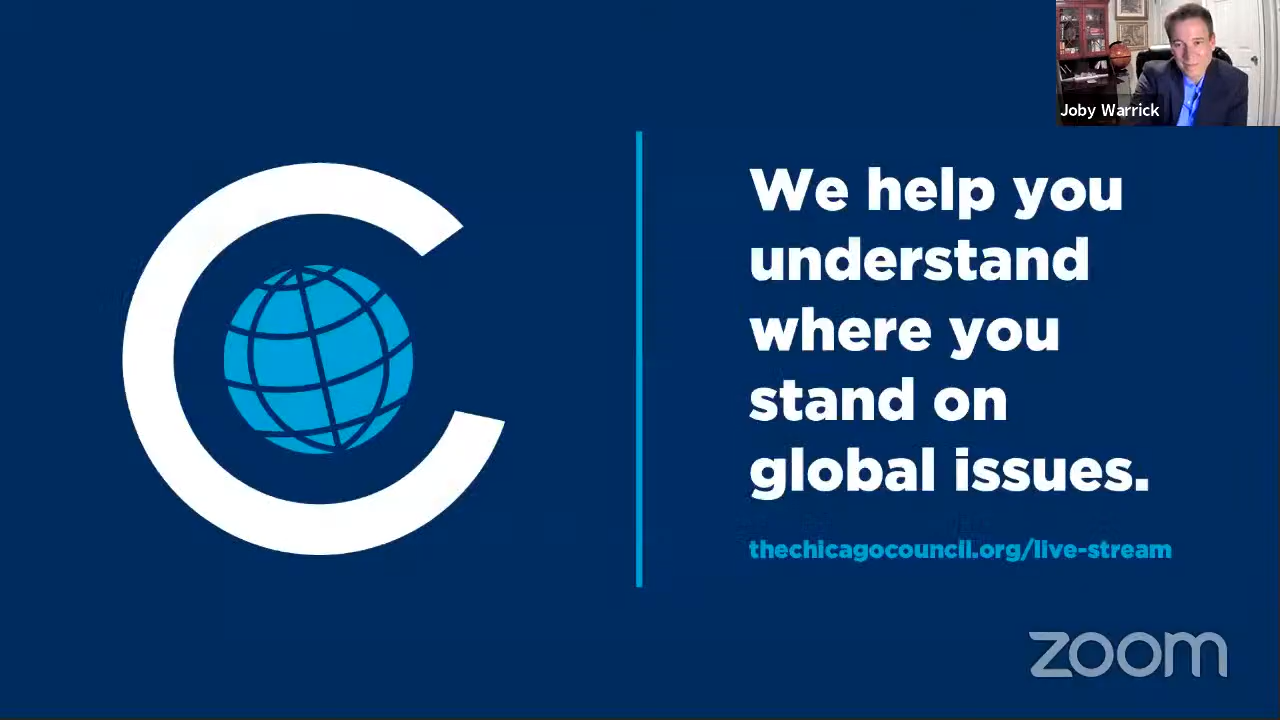 Joby Warrick
We help you
understand
where you
stand on
global issues.
thechicagocouncil.org/live-stream
zoom